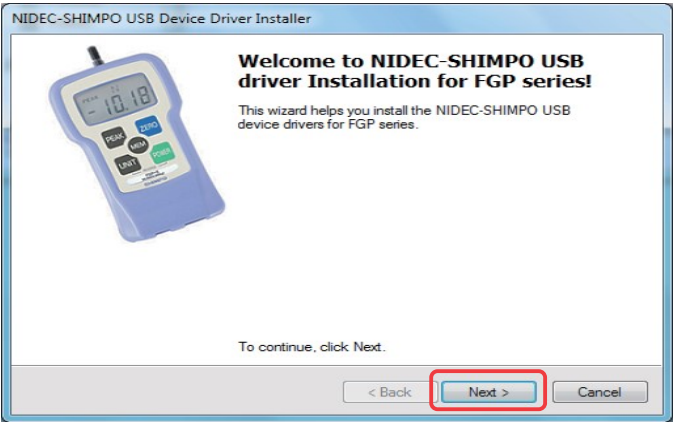 NIDEC-SHIMPO USB Device Driver Installer
Welcome to NIDEC-SHIMPO USB
driver Installation for FGP series!
This wizard helps you install the NIDEC-SHIMPO USB
device drivers for FGP series.
N
PEAK
-10.18
PEAK
ZERO
MEM
UNIT
POWER
SHIMPO
To continue, click Next.
< Back
Next >
Cancel